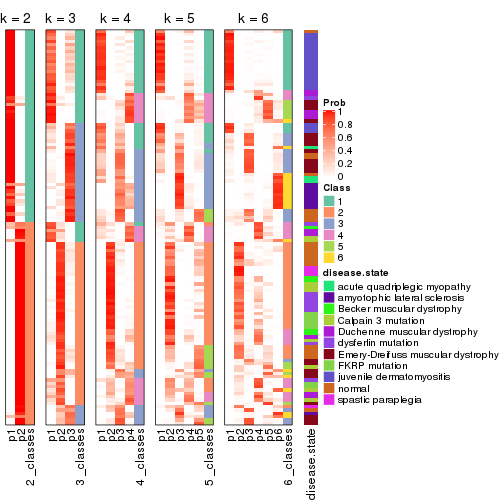 k = 2 k = 3 k = 4 k = 5 k = 6
Prob
1
0.8
0.6
0.4
0.2
0
Class
1
2
3
4
5
6
disease.state
acute quadriplegic myopathy
amyotophic lateral sclerosis
Becker muscular dystrophy
Calpain 3 mutation
Duchenne muscular dystrophy
dysferlin mutation
Emery-Dreifuss muscular dystrophy
FKRP mutation
juvenile dermatomyositis
normal
spastic paraplegia
p1
p2
2_classes
p1
p2
p3
3_classes
p1
p2
p3
p4
4_classes
p1
p2
p3
p4
p5
5_classes
p1
p2
p3
p4
p5
p6
6_classes
disease.state